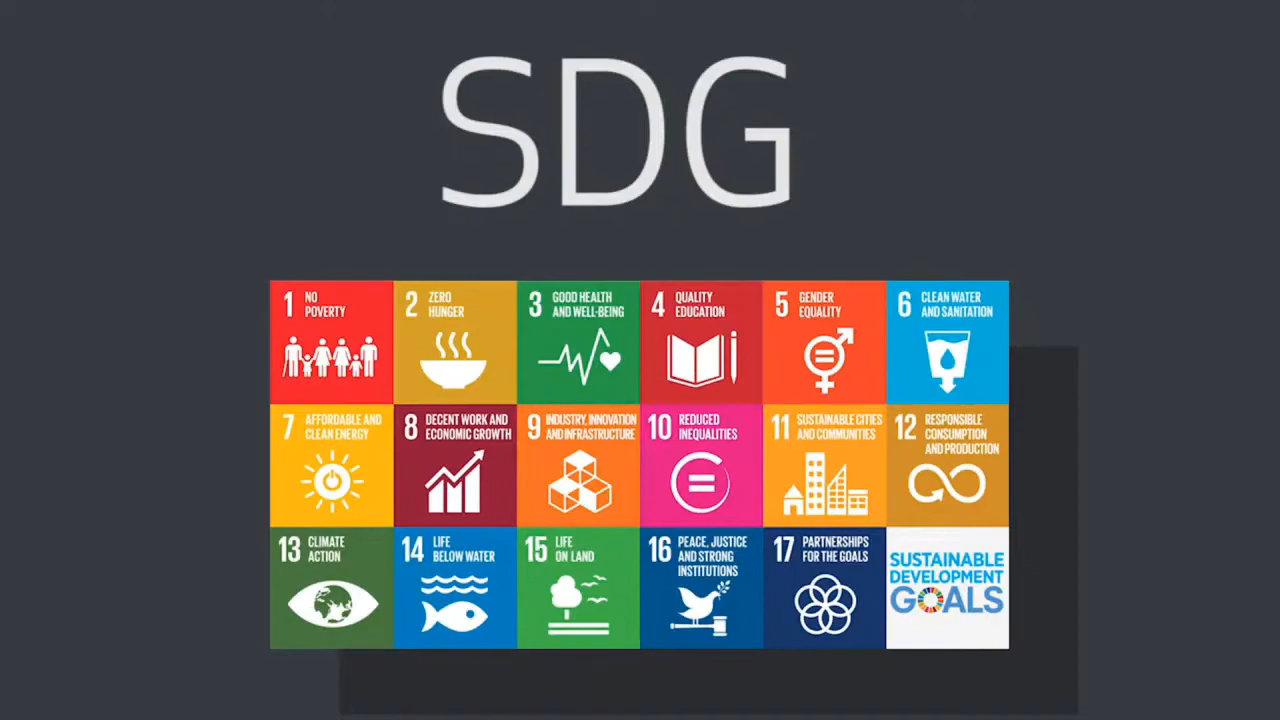 SDG
1 NO
POVERTY
2 ZERO
HUNGER
3 GOOD HEALTH
AND WELL-BEING
4 QUALITY
EDUCATION
5 GENDER
EQUALITY
6 CLEAN WATER
AND SANITATION
7 AFFORDABLE AND
CLEAN ENERGY
8 DECENT WORK AND
ECONOMIC GROWTH
9 INDUSTRY, INNOVATION
AND INFRASTRUCTURE
10 REDUCED
INEQUALITIES
11 SUSTAINABLE CITIES
AND COMMUNITIES
12 RESPONSIBLE
CONSUMPTION
AND PRODUCTION
13 CLIMATE
ACTION
14 LIFE
BELOW WATER
15 LIFE
ON LAND
16 PEACE, JUSTICE
AND STRONG
INSTITUTIONS
17 PARTNERSHIPS
FOR THE GOALS
SUSTAINABLE
DEVELOPMENT
GOALS